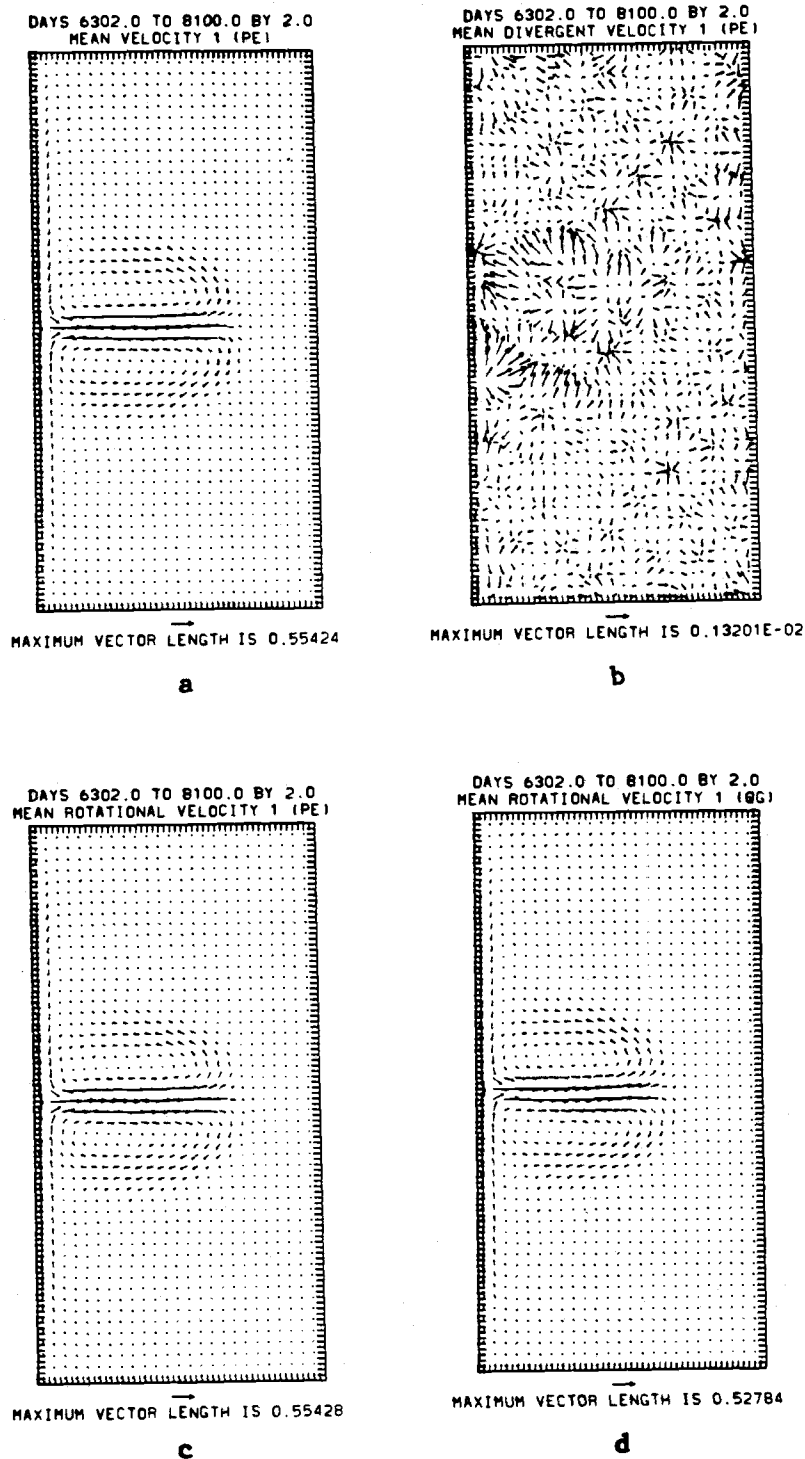 DAYS 6302.0 TO 8100.0 BY 2.0
MEAN VELOCITY 1 (PE)
MAXIMUM VECTOR LENGTH IS 0.55424
a
DAYS 6302.0 TO 8100.0 BY 2.0
MEAN DIVERGENT VELOCITY 1 (PE)
MAXIMUM VECTOR LENGTH IS 0.13201E-02
b
DAYS 6302.0 TO 8100.0 BY 2.0
MEAN ROTATIONAL VELOCITY 1 (PE)
MAXIMUM VECTOR LENGTH IS 0.55428
c
DAYS 6302.0 TO 8100.0 BY 2.0
MEAN ROTATIONAL VELOCITY 1 (QG)
MAXIMUM VECTOR LENGTH IS 0.52784
d